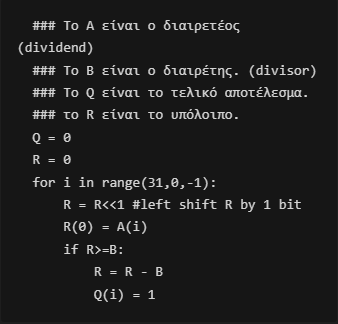 ### Το Α είναι ο διαιρετέος
(dividend)
### Το Β είναι ο διαιρέτης. (divisor)
### Το Q είναι το τελικό αποτέλεσμα.
### το R είναι το υπόλοιπο.
Q = 0
R = 0
for i in range(31,0,-1):
R = R<<1 #left shift R by 1 bit
R(0) = A(i)
if R>=B:
R = R - B
Q(i) = 1